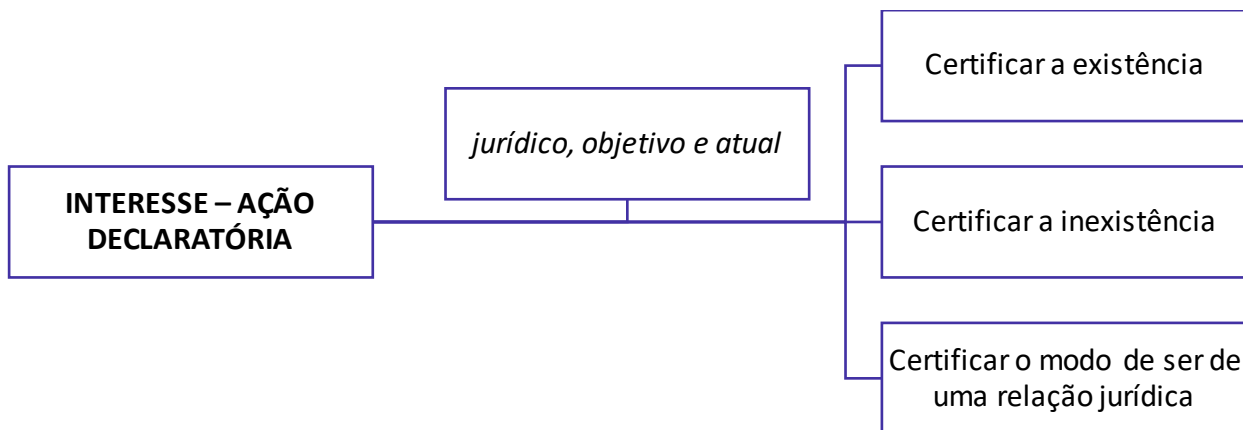 INTERESSE – AÇÃO
DECLARATÓRIA
jurídico, objetivo e atual
Certificar a existência
Certificar a inexistência
Certificar o modo de ser de
uma relação jurídica